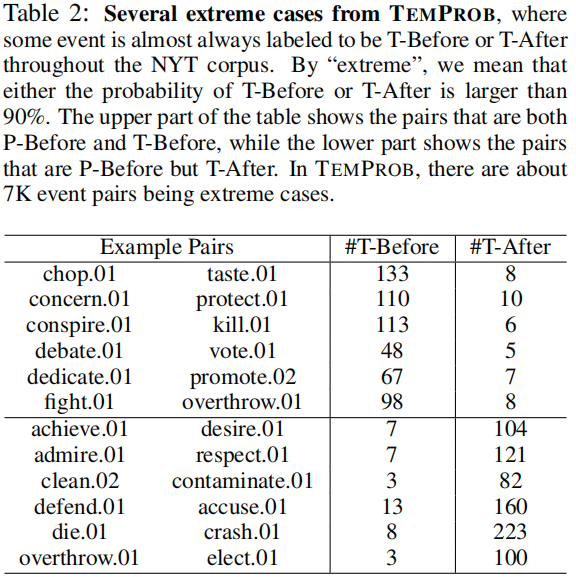 Table 2: Several extreme cases from TEMPROB, where
some event is almost always labeled to be T-Before or T-After
throughout the NYT corpus. By “extreme”, we mean that
either the probability of T-Before or T-After is larger than
90%. The upper part of the table shows the pairs that are both
P-Before and T-Before, while the lower part shows the pairs
that are P-Before but T-After. In TEMPROB, there are about
7K event pairs being extreme cases.
Example Pairs #T-Before #T-After
chop.01 taste.01 133 8
concern.01 protect.01 110 10
conspire.01 kill.01 113 6
debate.01 vote.01 48 5
dedicate.01 promote.02 67 7
fight.01 overthrow.01 98 8
achieve.01 desire.01 7 104
admire.01 respect.01 7 121
clean.02 contaminate.01 3 82
defend.01 accuse.01 13 160
die.01 crash.01 8 223
overthrow.01 elect.01 3 100